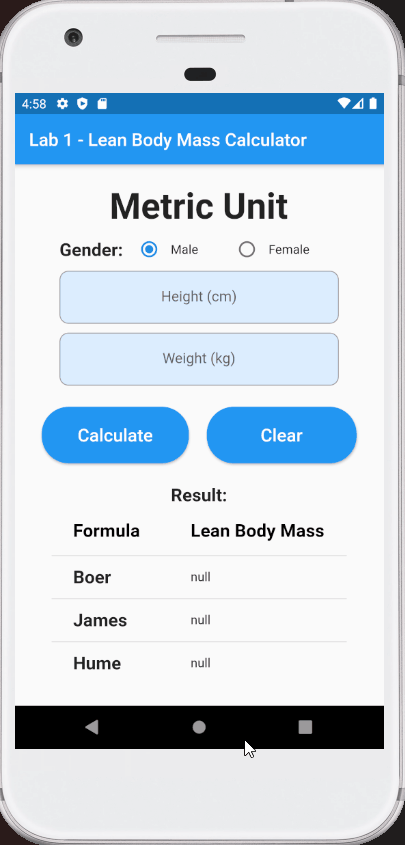 4:58
Lab 1 - Lean Body Mass Calculator
Metric Unit
Gender: Male Female
Height (cm)
Weight (kg)
Calculate Clear
Result:
Formula Lean Body Mass
Boer null
James null
Hume null